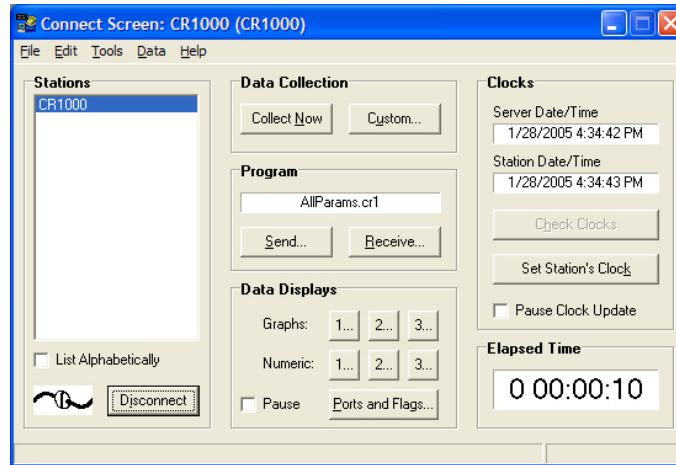 Connect Screen: CR1000 (CR1000)
File Edit Tools Data Help
Stations
CR1000
List Alphabetically
Disconnect
Data Collection
Collect Now Custom...
Program
AllParams.cr1
Send... Receive...
Data Displays
Graphs: 1... 2... 3...
Numeric: 1... 2... 3...
Pause Ports and Flags...
Clocks
Server Date/Time
1/28/2005 4:34:42 PM
Station Date/Time
1/28/2005 4:34:43 PM
Check Clocks
Set Station's Clock
Pause Clock Update
Elapsed Time
0 00:00:10